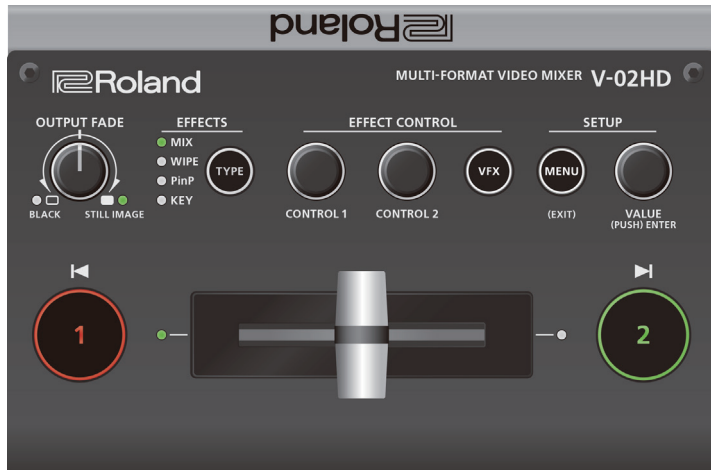 Roland
Roland
MULTI-FORMAT VIDEO MIXER V-02HD
OUTPUT FADE
EFFECTS
EFFECT CONTROL
SETUP
MIX
WIPE
PinP
KEY
TYPE
VFX
MENU
BLACK
STILL IMAGE
CONTROL 1
CONTROL 2
(EXIT)
VALUE
(PUSH) ENTER
1
2